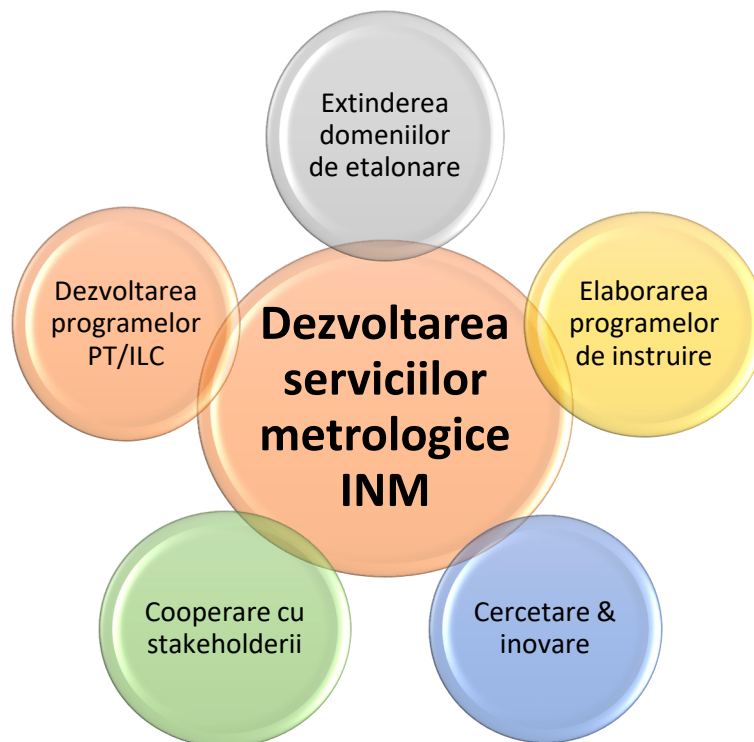 Extinderea
domeniilor
de etalonare
Dezvoltarea
programelor
PT/ILC
Dezvoltarea
serviciilor
metrologice
INM
Elaborarea
programelor
de instruire
Cooperare cu
stakeholderii
Cercetare &
inovare